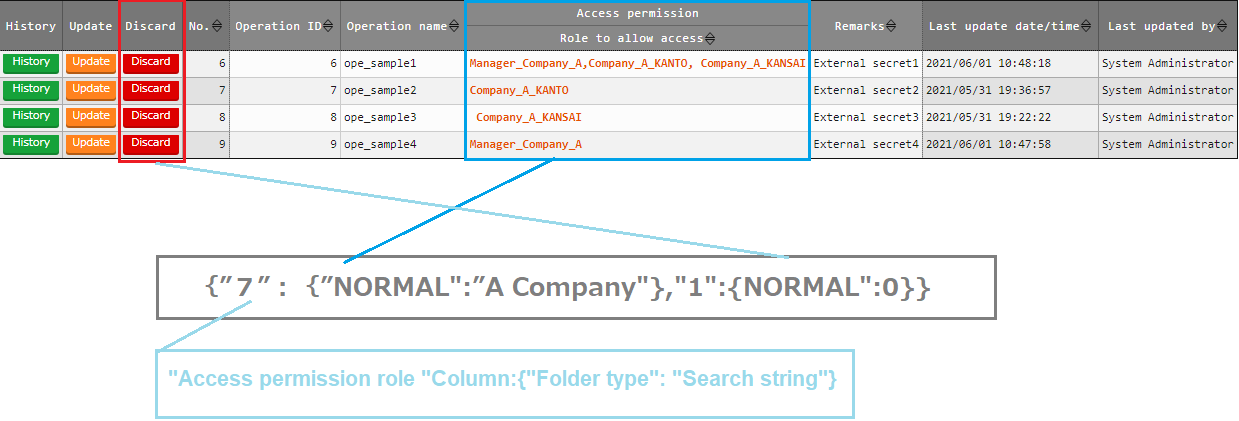 Access permission
History Update Discard No. Operation ID Operation name Role to allow access Remarks Last update date/time Last updated by
History Update Discard 6 6 ope_sample1 Manager_Company_A,Company_A_KANTO, Company_A_KANSAI External secret1 2021/06/01 10:48:18 System Administrator
History Update Discard 7 7 ope_sample2 Company_A_KANTO External secret2 2021/05/31 19:36:57 System Administrator
History Update Discard 8 8 ope_sample3 Company_A_KANSAI External secret3 2021/05/31 19:22:22 System Administrator
History Update Discard 9 9 ope_sample4 Manager_Company_A External secret4 2021/06/01 10:47:58 System Administrator
{”7”: {”NORMAL":”A Company"},"1":{NORMAL":0}}
"Access permission role "Column:{"Folder type": "Search string"}